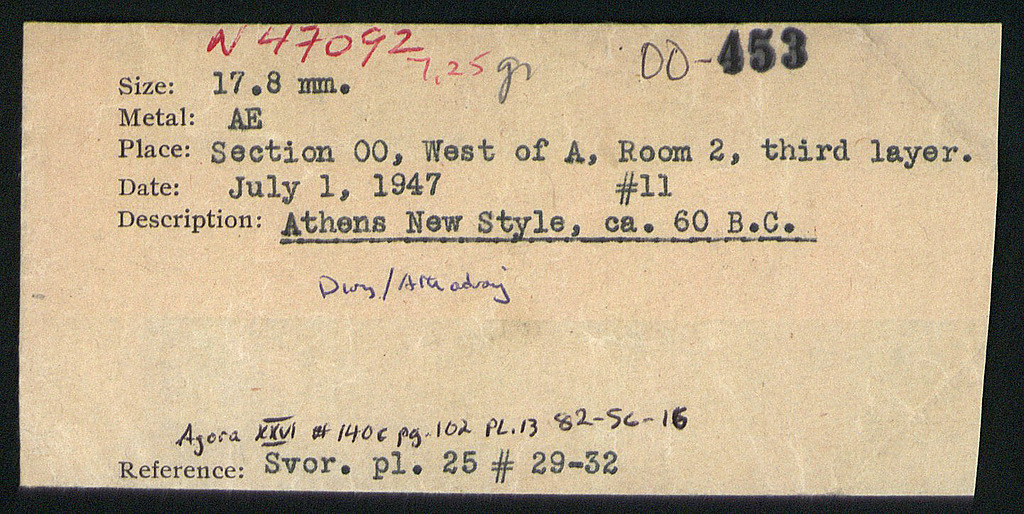 N 47092
7,25 gr
OO-453
Size: 17.8 mm.
Metal: AE
Place: Section OO, West of A, Room 2, third layer.
Date: July 1, 1947 #11
Description: Athens New Style, ca. 60 B.C.
Agora XXVI # 140c pg. 102 PL.13 82-56-16
Reference: Svor. pl. 25 # 29-32